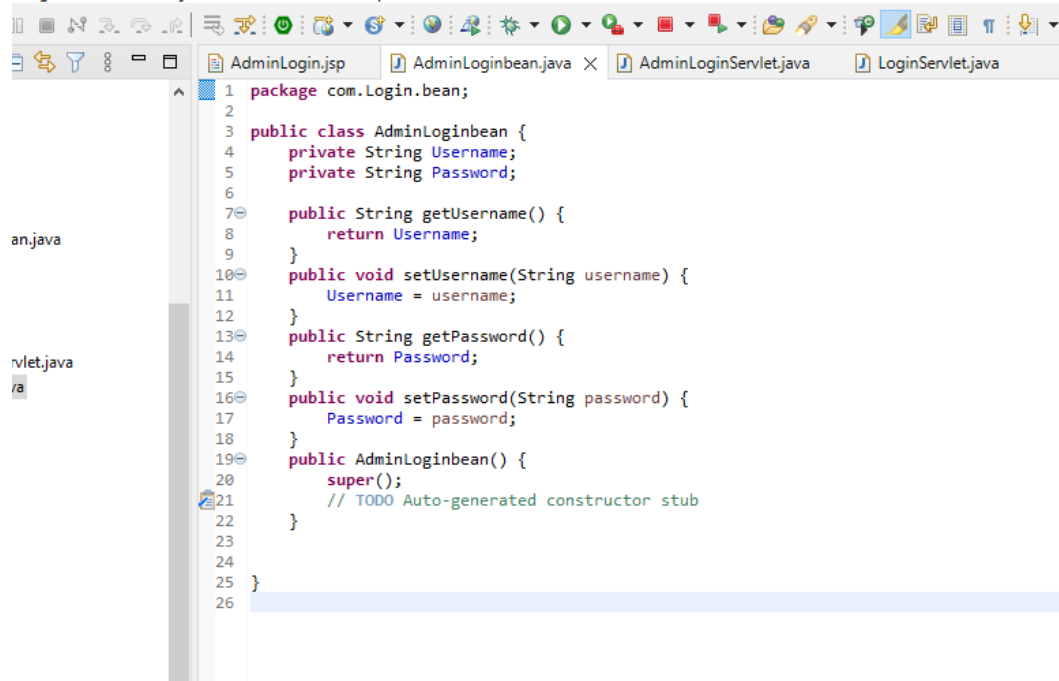 AdminLogin.jsp AdminLoginbean.java AdminLoginServlet.java LoginServlet.java
1 package com.Login.bean;
2
3 public class AdminLoginbean {
4 private String Username;
5 private String Password;
6
7 public String getUsername() {
8 return Username;
9 }
10 public void setUsername(String username) {
11 Username = username;
12 }
13 public String getPassword() {
14 return Password;
15 }
16 public void setPassword(String password) {
17 Password = password;
18 }
19 public AdminLoginbean() {
20 super();
21 // TODO Auto-generated constructor stub
22 }
23
24
25 }
26
an.java
rvlet.java
va